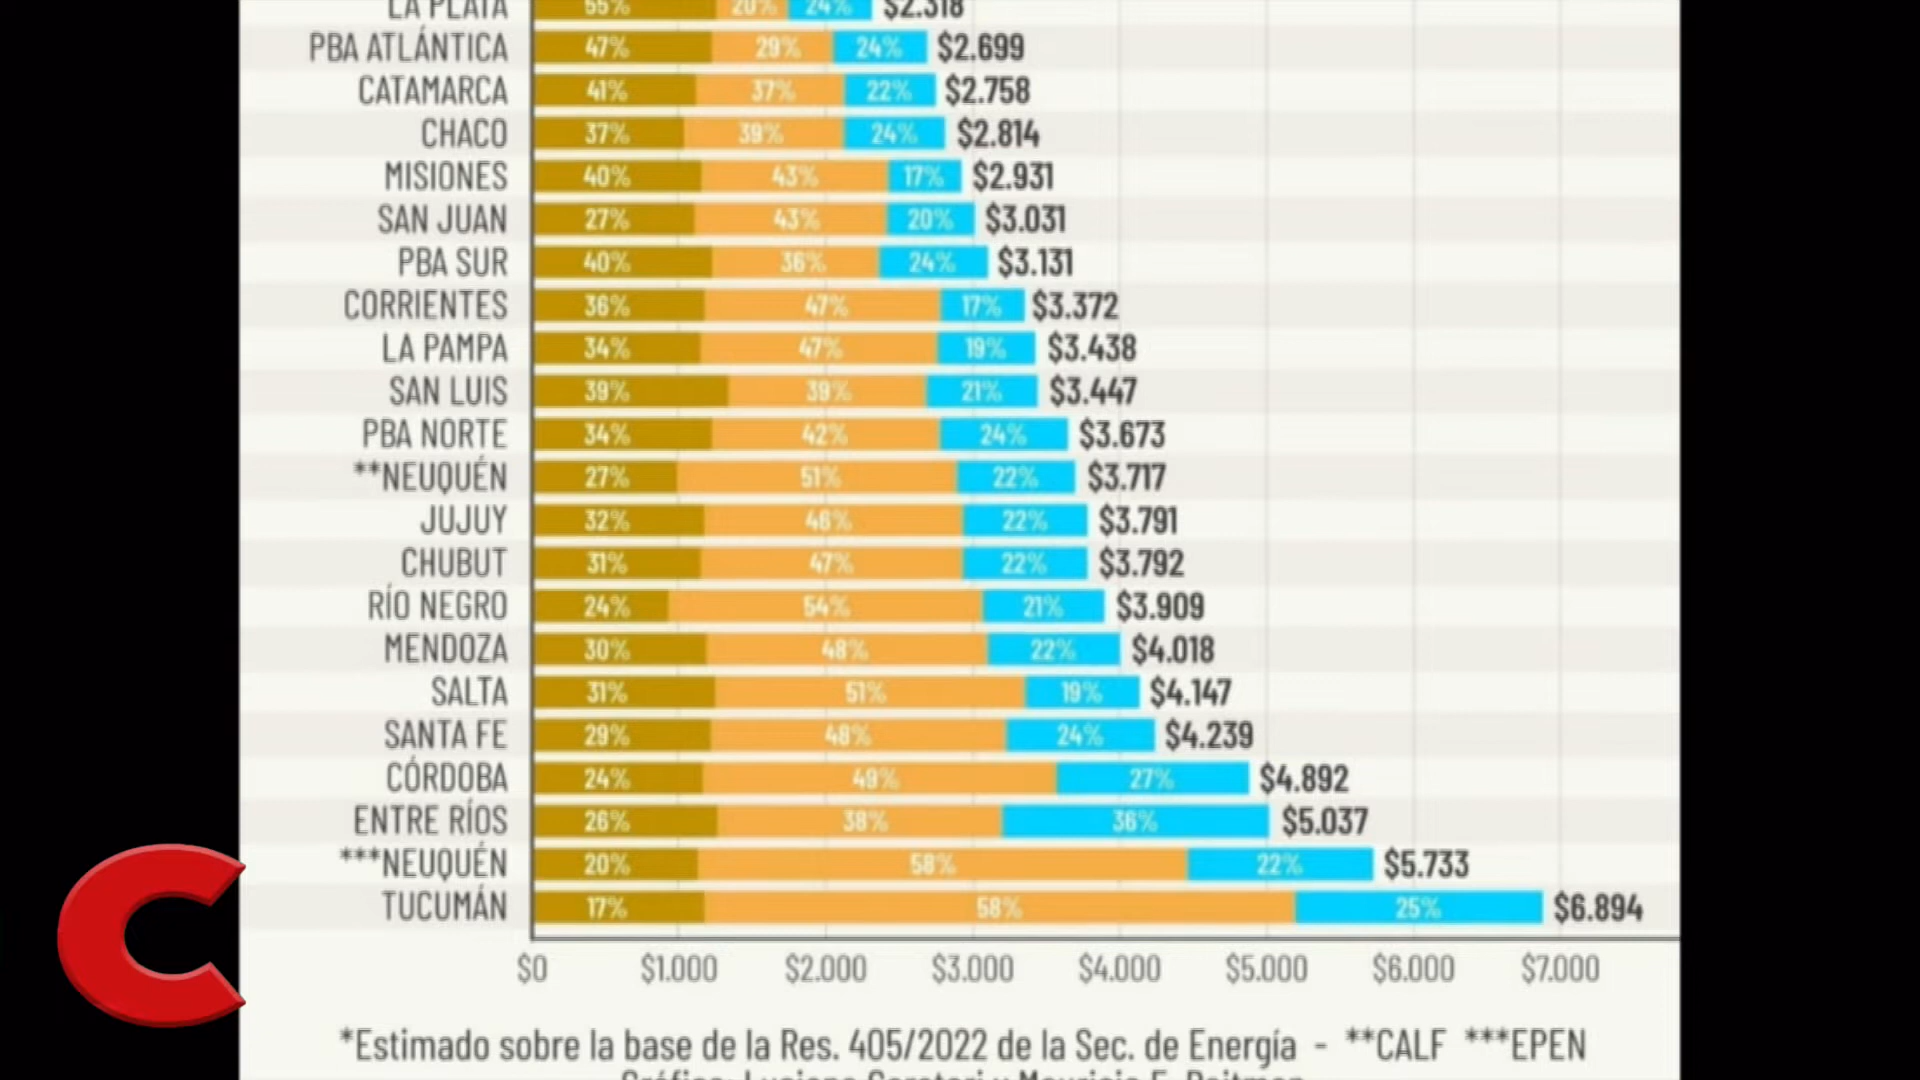 LA PLATA 55% 20% 24% $2.318
PBA ATLÁNTICA 47% 29% 24% $2.699
CATAMARCA 41% 37% 22% $2.758
CHACO 37% 39% 24% $2.814
MISIONES 40% 43% 17% $2.931
SAN JUAN 27% 43% 20% $3.031
PBA SUR 40% 36% 24% $3.131
CORRIENTES 36% 47% 17% $3.372
LA PAMPA 34% 47% 19% $3.438
SAN LUIS 39% 39% 21% $3.447
PBA NORTE 34% 42% 24% $3.673
**NEUQUÉN 27% 51% 22% $3.717
JUJUY 32% 46% 22% $3.791
CHUBUT 31% 47% 22% $3.792
RÍO NEGRO 24% 54% 21% $3.909
MENDOZA 30% 48% 22% $4.018
SALTA 31% 51% 19% $4.147
SANTA FE 29% 48% 24% $4.239
CÓRDOBA 24% 49% 27% $4.892
ENTRE RÍOS 26% 38% 36% $5.037
***NEUQUÉN 20% 58% 22% $5.733
TUCUMÁN 17% 58% 25% $6.894
$0 $1.000 $2.000 $3.000 $4.000 $5.000 $6.000 $7.000
*Estimado sobre la base de la Res. 405/2022 de la Sec. de Energía - **CALF ***EPEN
C